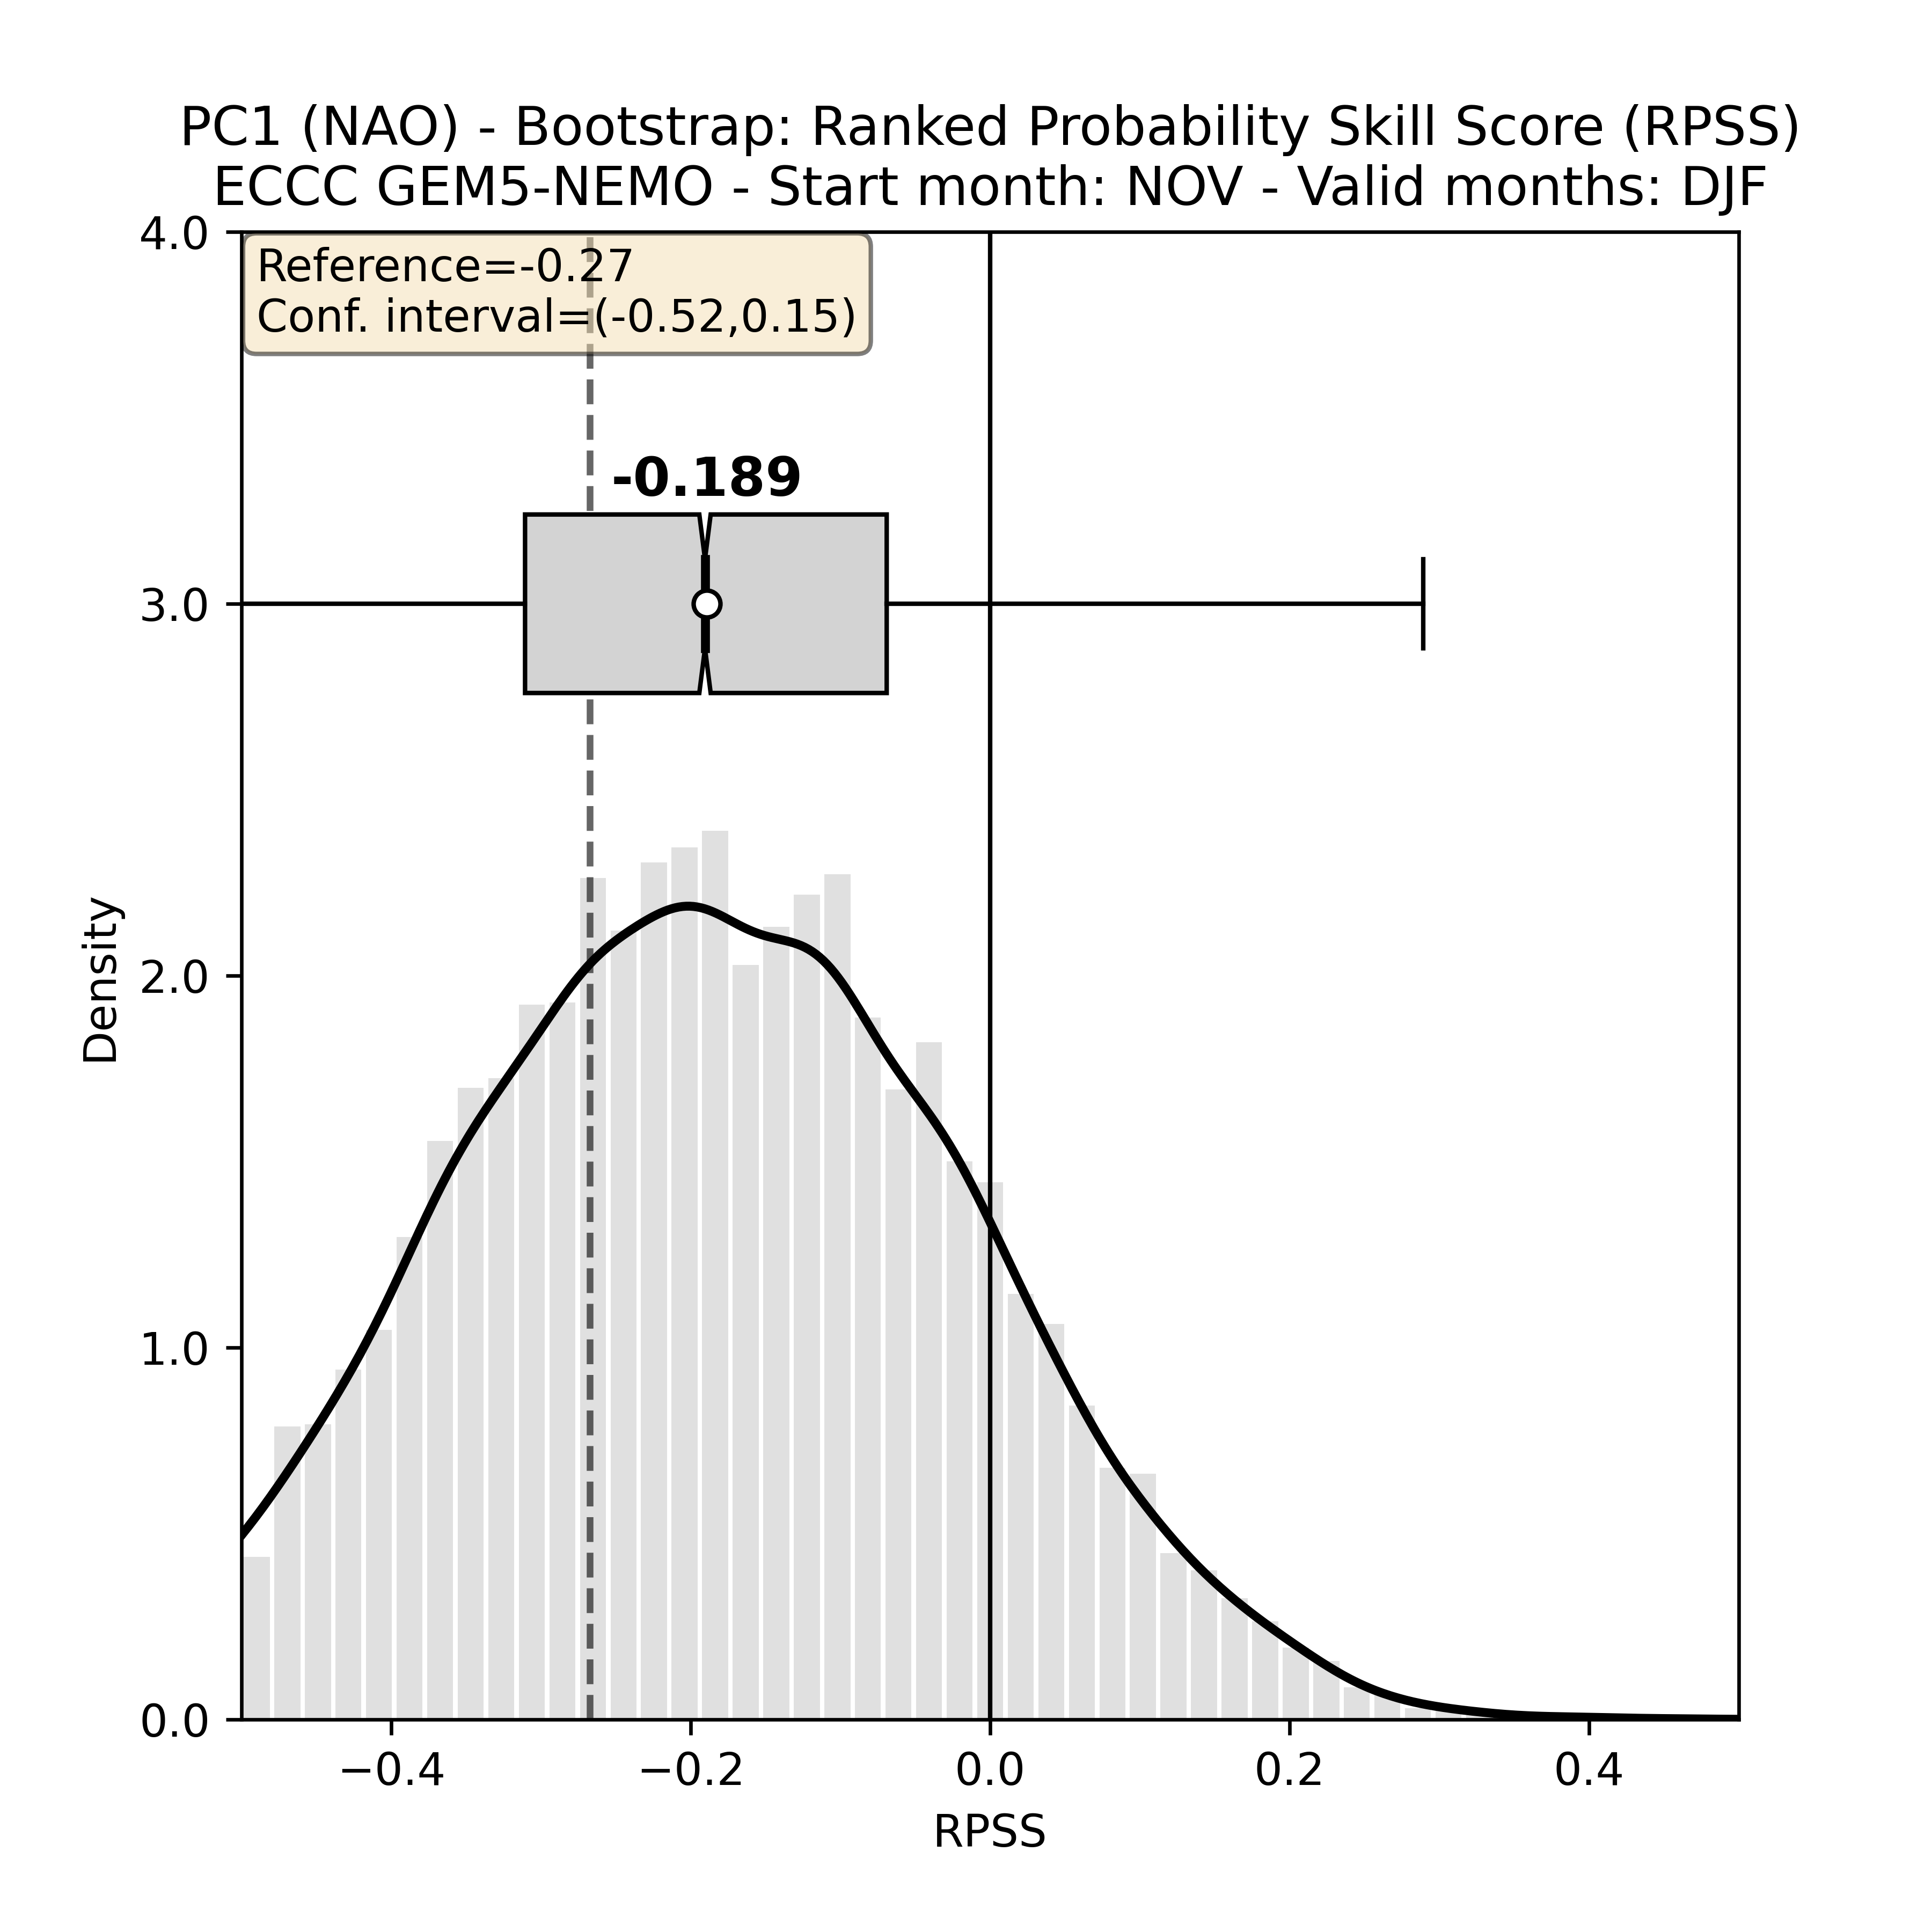 PC1 (NAO) - Bootstrap: Ranked Probability Skill Score (RPSS)
ECCC GEM5-NEMO - Start month: NOV - Valid months: DJF
4.0
Reference=-0.27
Conf. interval=(-0.52,0.15)
-0.189
3.0
Density
2.0
1.0
0.0
−0.4 −0.2 0.0 0.2 0.4
RPSS